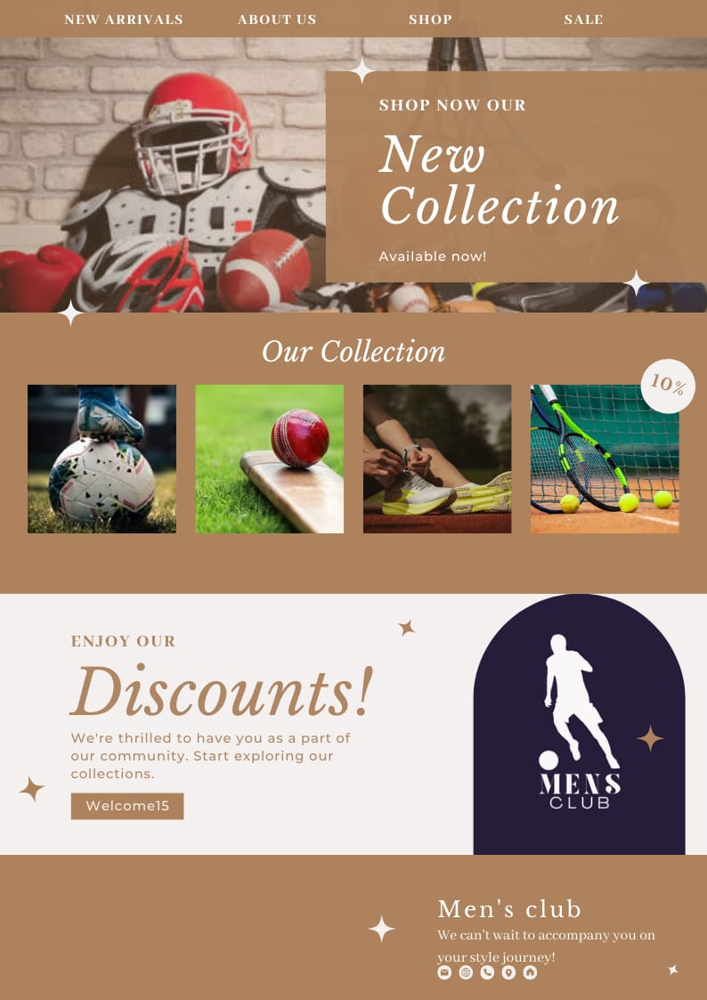 NEW ARRIVALS ABOUT US SHOP SALE
SHOP NOW OUR
New
Collection
Available now!
Our Collection
10%
ENJOY OUR
Discounts!
We're thrilled to have you as a part of
our community. Start exploring our
collections.
Welcome15
MENS
CLUB
Men's club
We can't wait to accompany you on
your style journey!